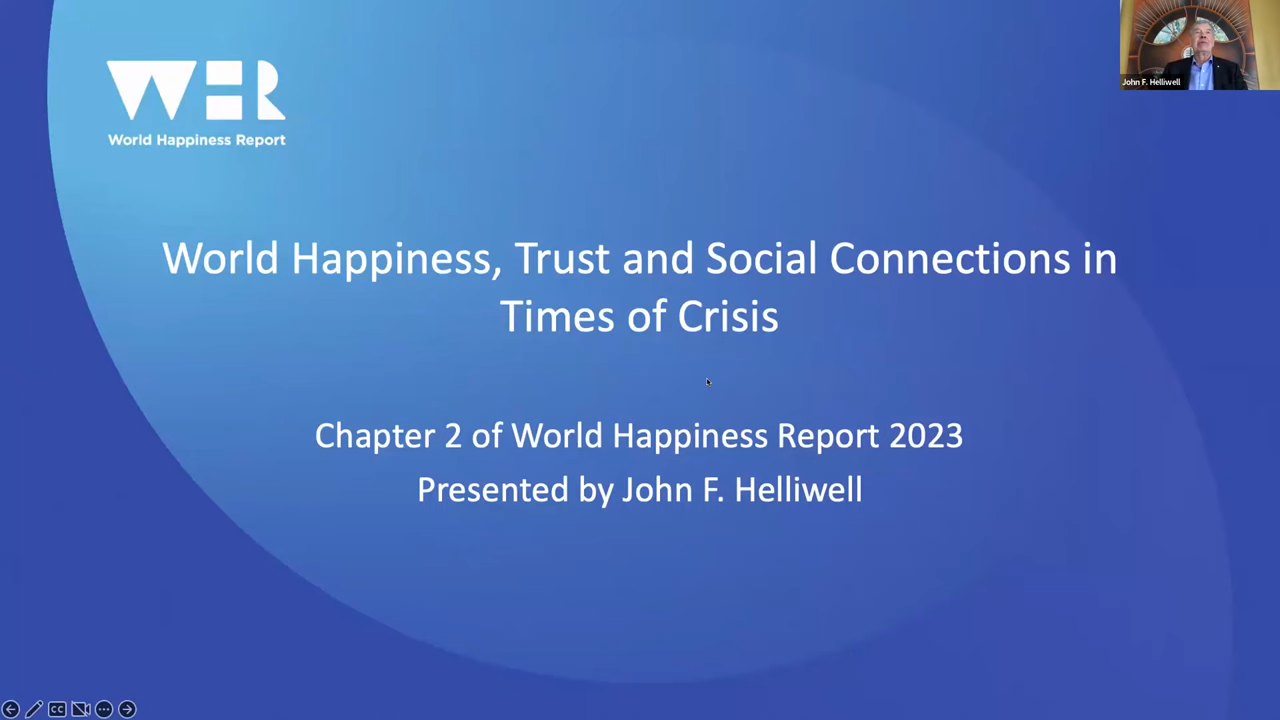 WHR
World Happiness Report
John F. Helliwell
World Happiness, Trust and Social Connections in
Times of Crisis
Chapter 2 of World Happiness Report 2023
Presented by John F. Helliwell
CC